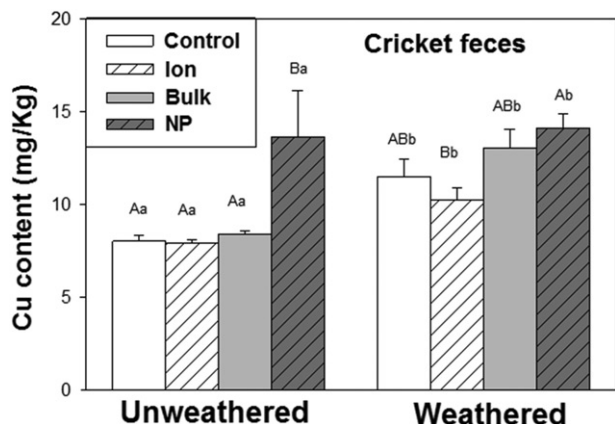 Cu content (mg/Kg)
20
15
10
5
0
Control
Ion
Bulk
NP
Cricket feces
Aa Aa Aa Ba
ABb Bb ABb Ab
Unweathered Weathered